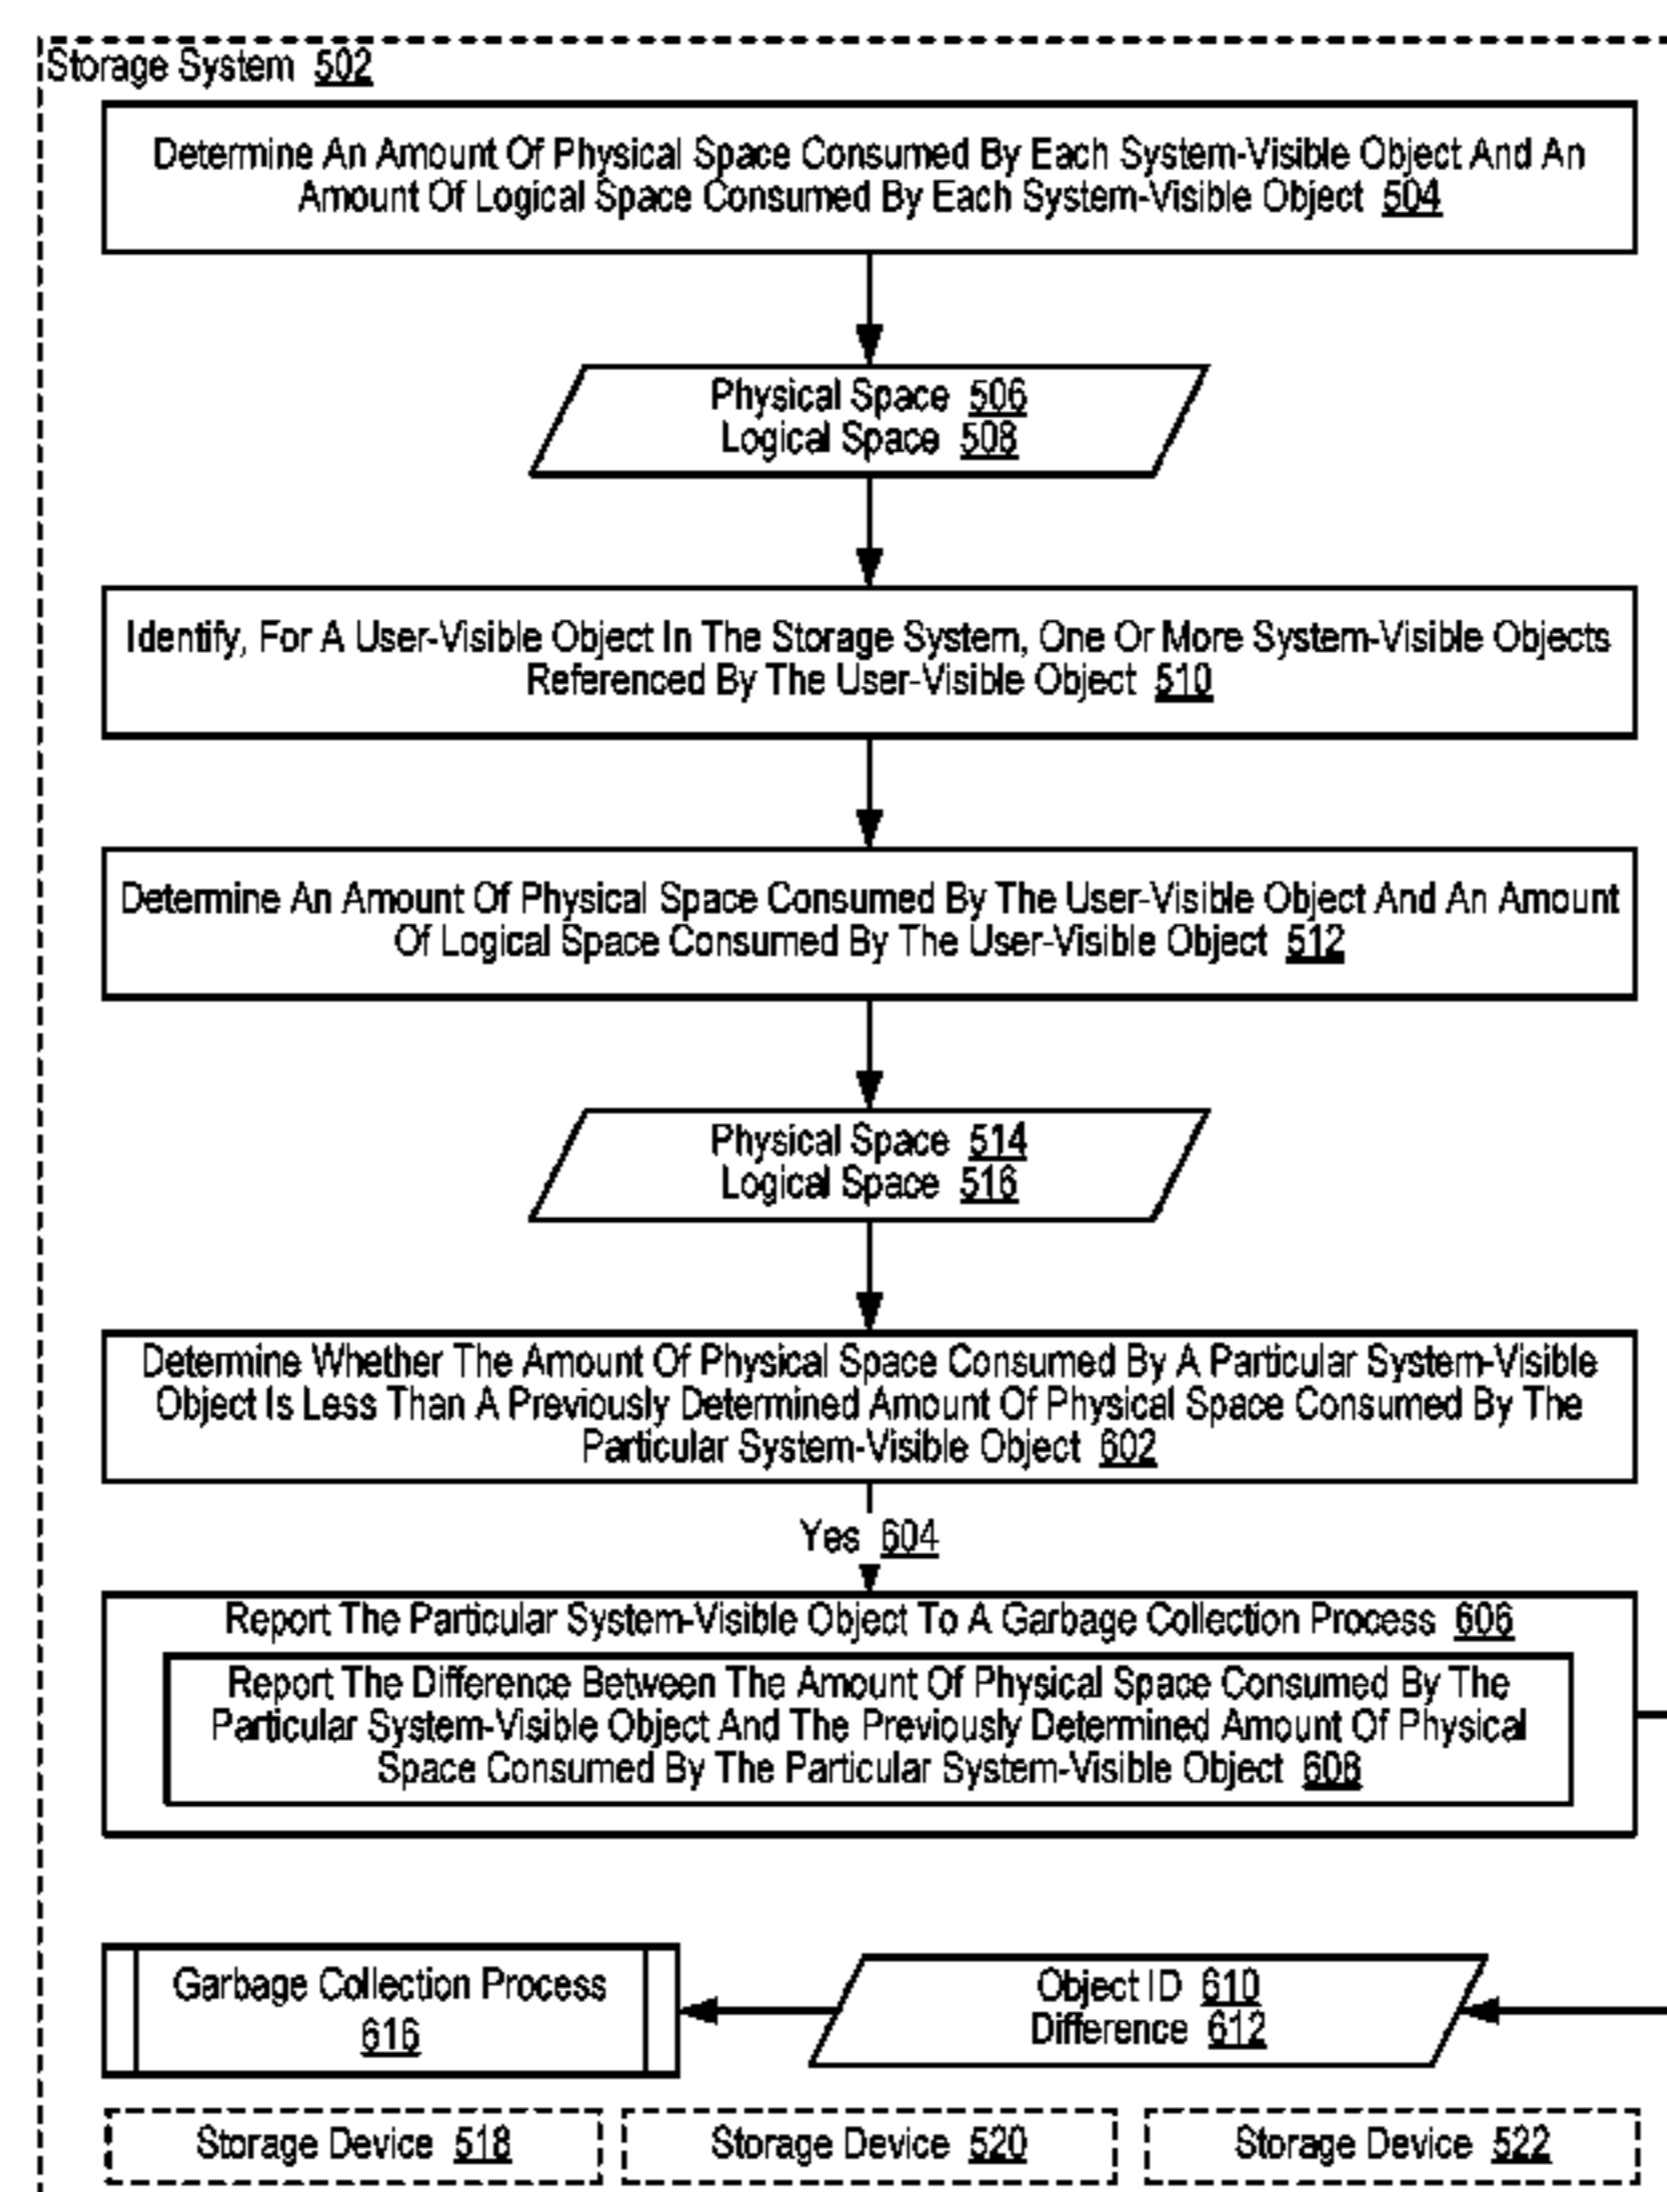 Storage System 502
Determine An Amount Of Physical Space Consumed By Each System-Visible Object And An
Amount Of Logical Space Consumed By Each System-Visible Object 504
Physical Space 506
Logical Space 508
Identify, For A User-Visible Object In The Storage System, One Or More System-Visible Objects
Referenced By The User-Visible Object 510
Determine An Amount Of Physical Space Consumed By The User-Visible Object And An Amount
Of Logical Space Consumed By The User-Visible Object 512
Physical Space 514
Logical Space 516
Determine Whether The Amount Of Physical Space Consumed By A Particular System-Visible
Object Is Less Than A Previously Determined Amount Of Physical Space Consumed By The
Particular System-Visible Object 602
Yes 604
Report The Particular System-Visible Object To A Garbage Collection Process 606
Report The Difference Between The Amount Of Physical Space Consumed By The
Particular System-Visible Object And The Previously Determined Amount Of Physical
Space Consumed By The Particular System-Visible Object 608
Garbage Collection Process
616
Object ID 610
Difference 612
Storage Device 518
Storage Device 520
Storage Device 522